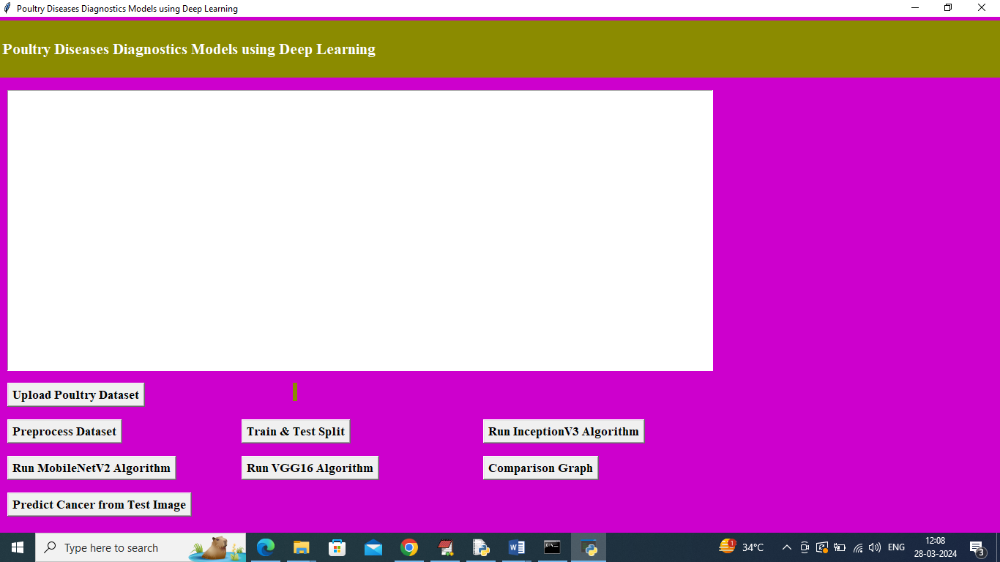 Poultry Diseases Diagnostics Models using Deep Learning
Poultry Diseases Diagnostics Models using Deep Learning
Upload Poultry Dataset
Preprocess Dataset
Train & Test Split
Run InceptionV3 Algorithm
Run MobileNetV2 Algorithm
Run VGG16 Algorithm
Comparison Graph
Predict Cancer from Test Image
Type here to search
1
34°C
ENG
12:08
28-03-2024
3